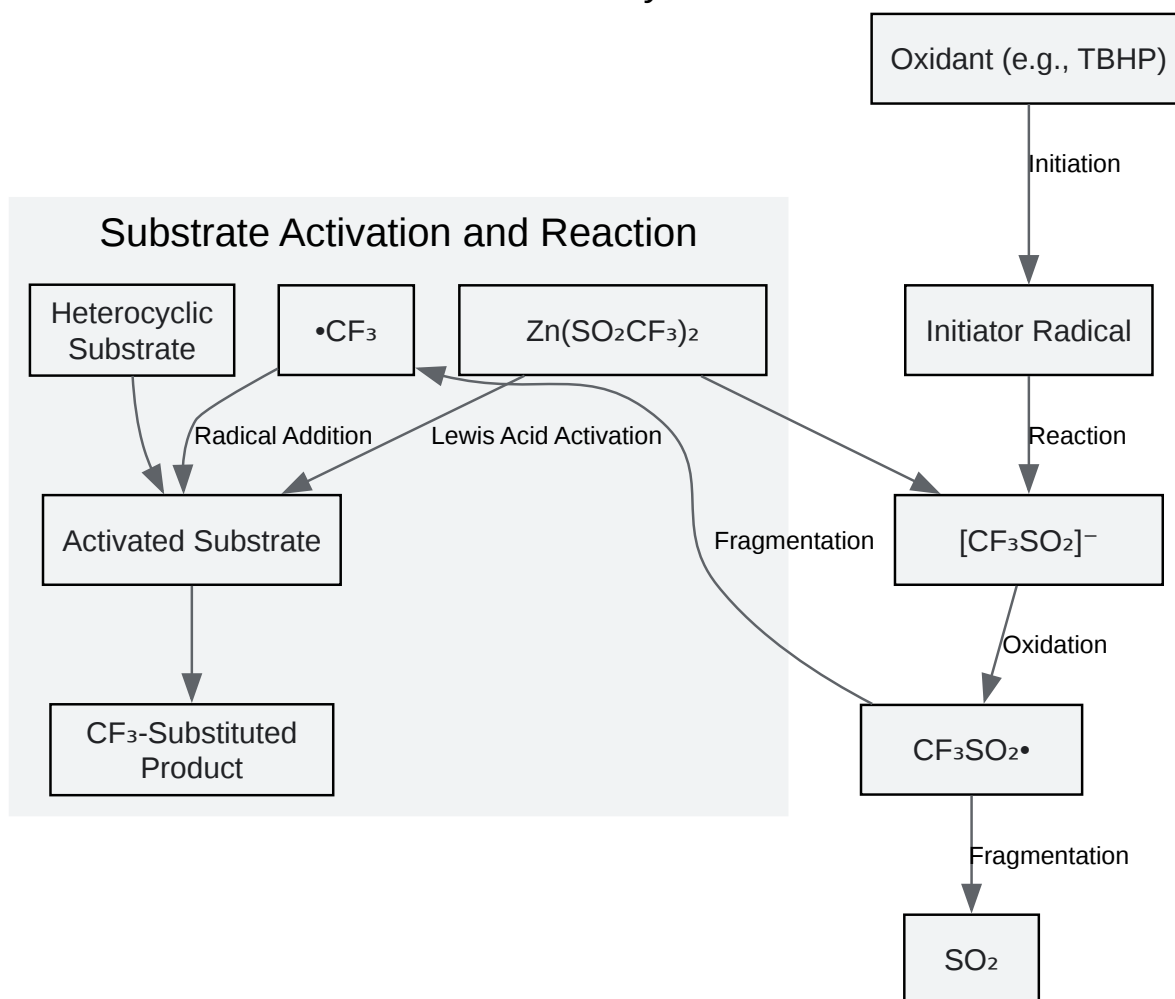 Oxidant (e.g., TBHP)
Initiation
Substrate Activation and Reaction
Heterocyclic
Substrate
•CF₃
Zn(SO₂CF₃)₂
Initiator Radical
Radical Addition
Lewis Acid Activation
Reaction
Activated Substrate
Fragmentation
[CF₃SO₂]⁻
Oxidation
CF₃-Substituted
Product
CF₃SO₂•
Fragmentation
SO₂